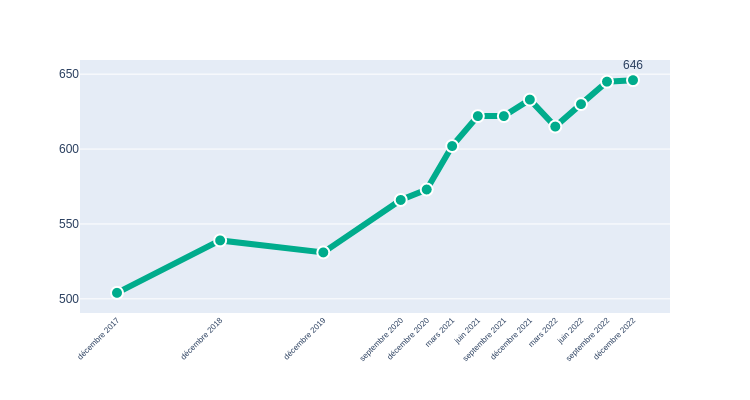 646
650
600
550
500
décembre 2017
décembre 2018
décembre 2019
septembre 2020
décembre 2020
mars 2021
juin 2021
septembre 2021
décembre 2021
mars 2022
juin 2022
septembre 2022
décembre 2022